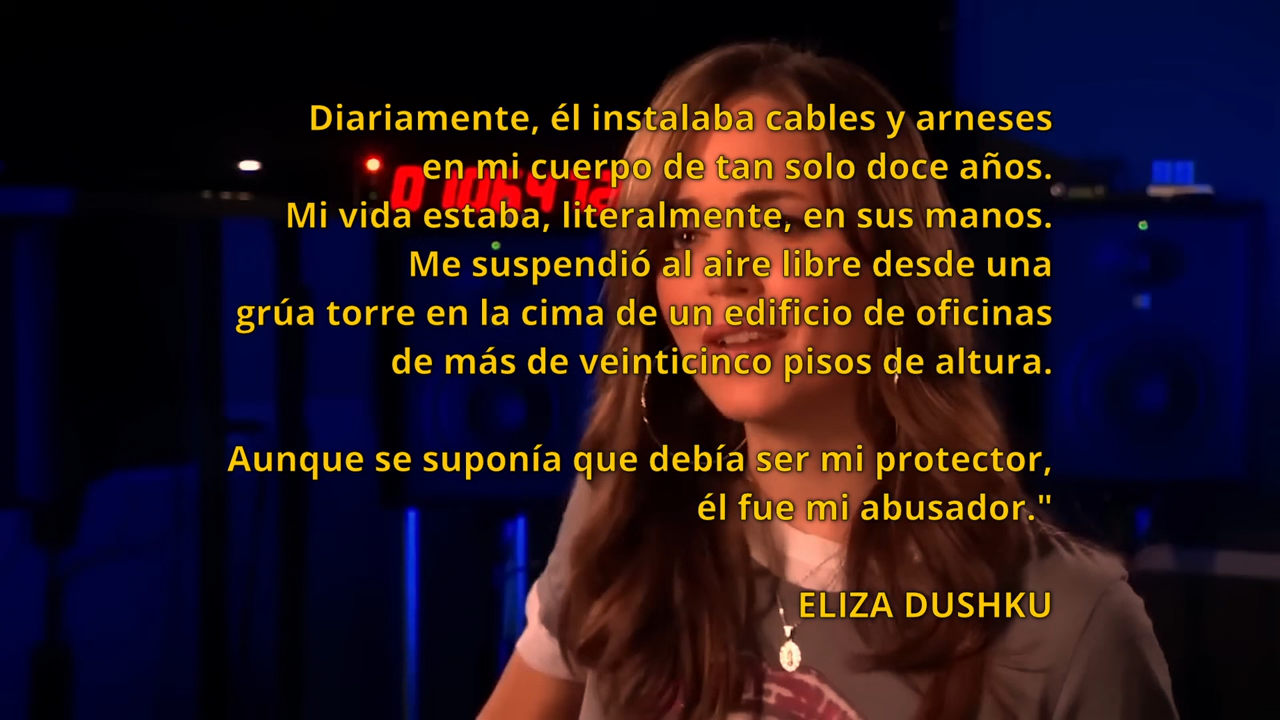 Diariamente, él instalaba cables y arneses
en mi cuerpo de tan solo doce años.
Mi vida estaba, literalmente, en sus manos.
Me suspendió al aire libre desde una
grúa torre en la cima de un edificio de oficinas
de más de veinticinco pisos de altura.
Aunque se suponía que debía ser mi protector,
él fue mi abusador."
ELIZA DUSHKU